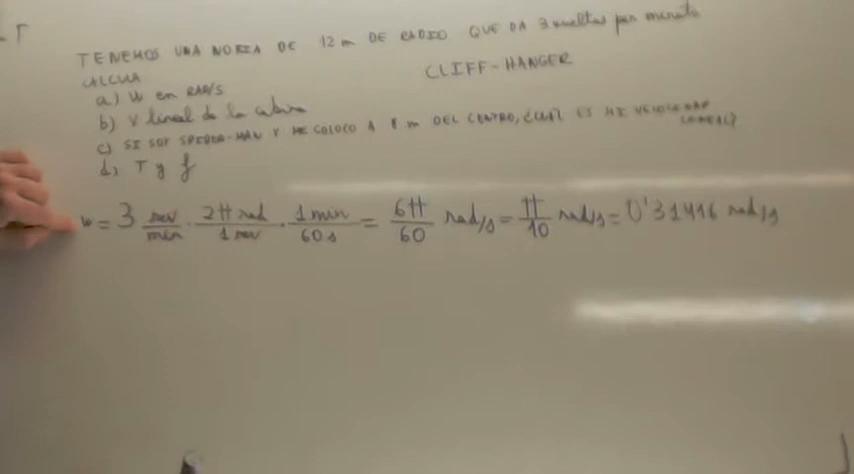 TENEMOS UNA NORIA DE 12 m DE RADIO QUE DA 3 vueltas por minuto
CALCULA
CLIFF-HANGER
a) W en RAD/S
b) v lineal de la cabina
c) SI SOY SPIDER-MAN Y ME COLOCO A 8 m DEL CENTRO, ¿CUÁL ES MI VELOCIDAD LINEAL?
d) T y f
w = 3 rev/min · 2π rad/1 rev · 1 min/60 s = 6π/60 rad/s = π/10 rad/s = 0'31416 rad/s